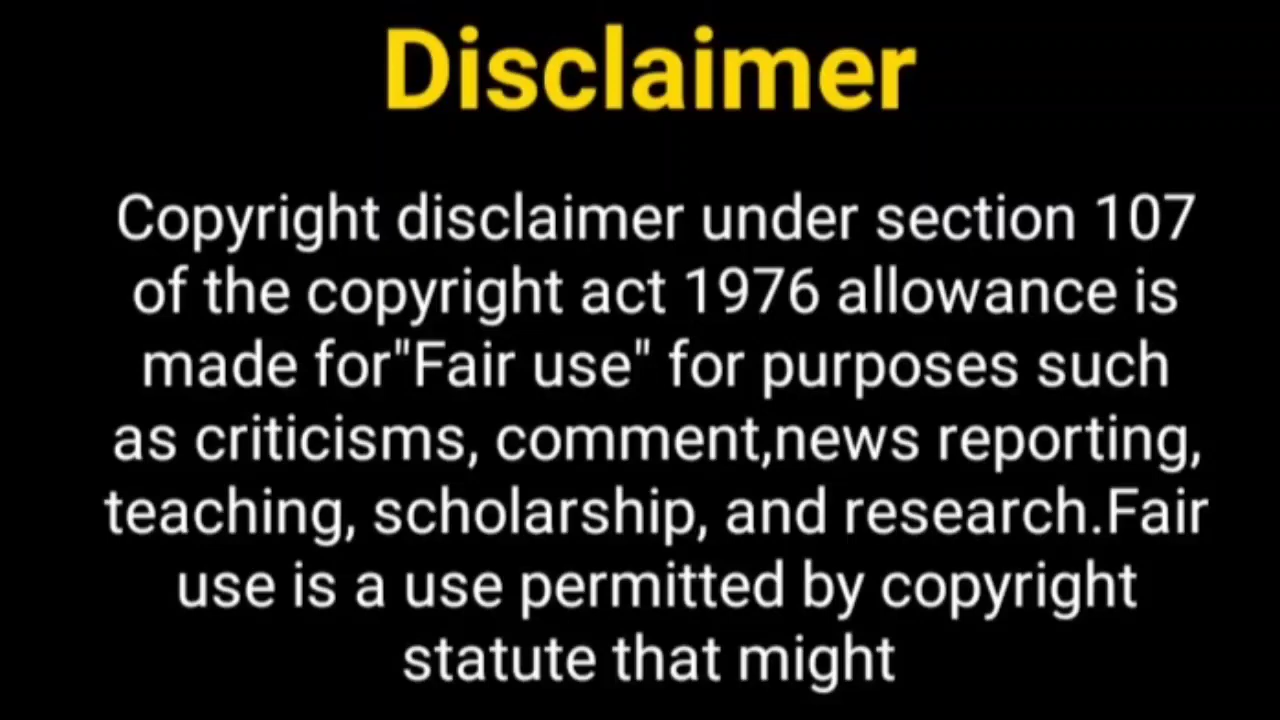 Disclaimer
Copyright disclaimer under section 107
of the copyright act 1976 allowance is
made for"Fair use" for purposes such
as criticisms, comment,news reporting,
teaching, scholarship, and research.Fair
use is a use permitted by copyright
statute that might